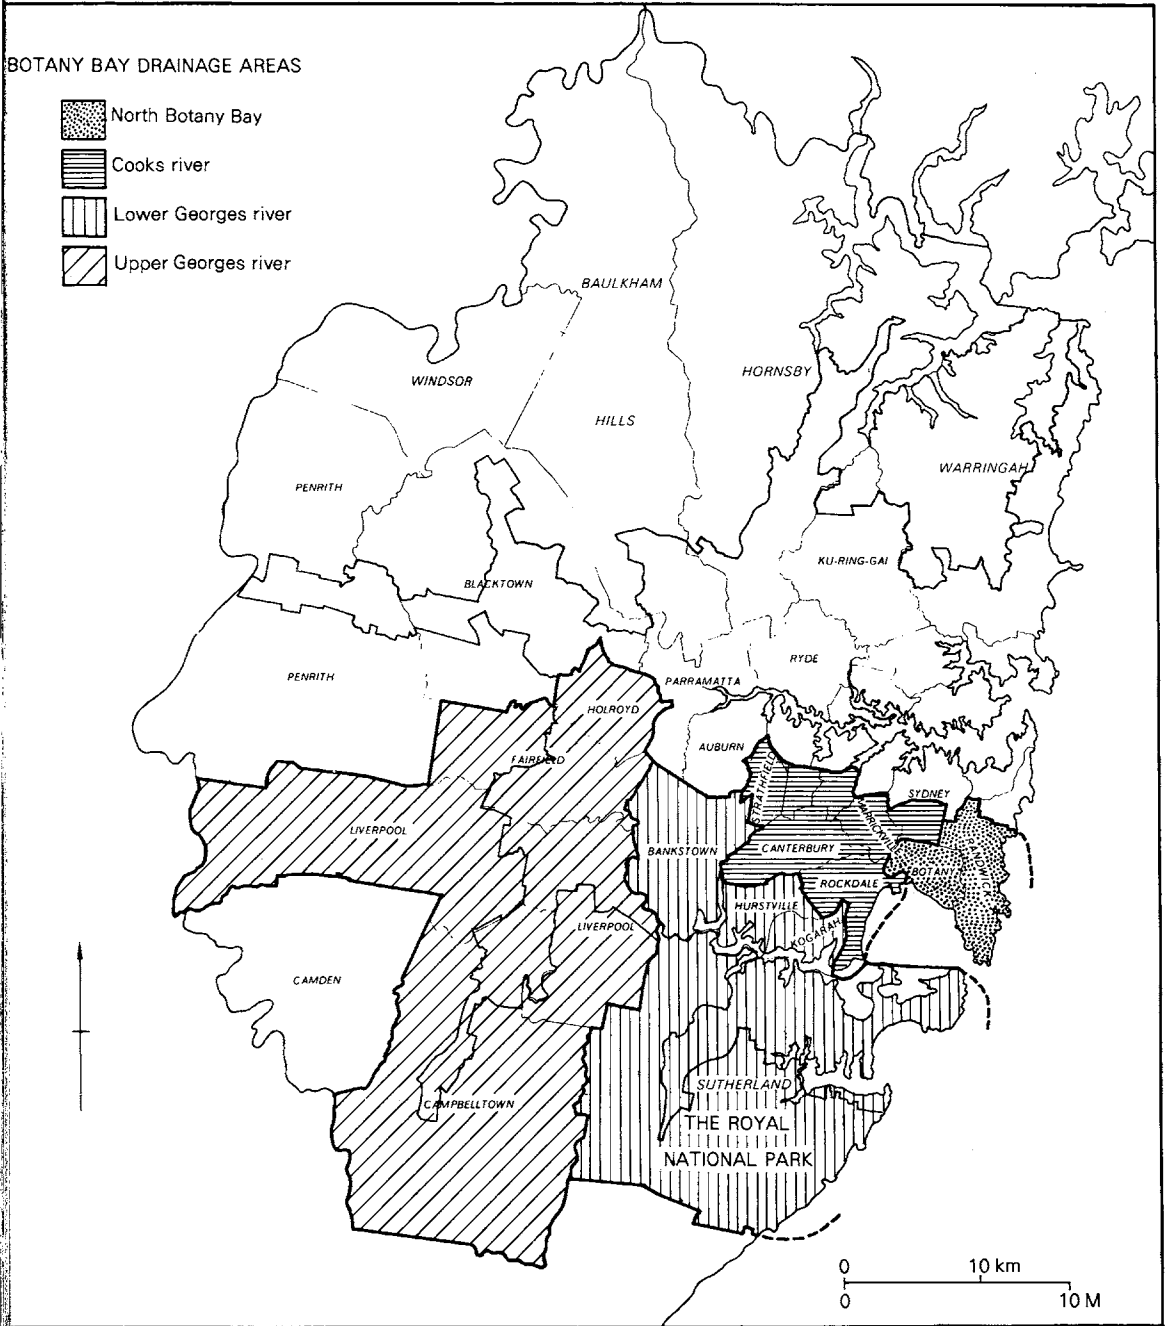 BOTANY BAY DRAINAGE AREAS
North Botany Bay
Cooks river
Lower Georges river
Upper Georges river
BAULKHAM
WINDSOR
HORNSBY
HILLS
WARRINGAH
PENRITH
KU-RING-GAI
BLACKTOWN
RYDE
PENRITH
PARRAMATTA
HOLROYD
AUBURN
FAIRFIELD
STRATHFIELD
SYDNEY
LIVERPOOL
MARRICKVILLE
BANKSTOWN
CANTERBURY
RANDWICK
BOTANY
ROCKDALE
HURSTVILLE
KOGARAH
LIVERPOOL
CAMDEN
SUTHERLAND
CAMPBELLTOWN
THE ROYAL
NATIONAL PARK
0 10 km
0 10 M